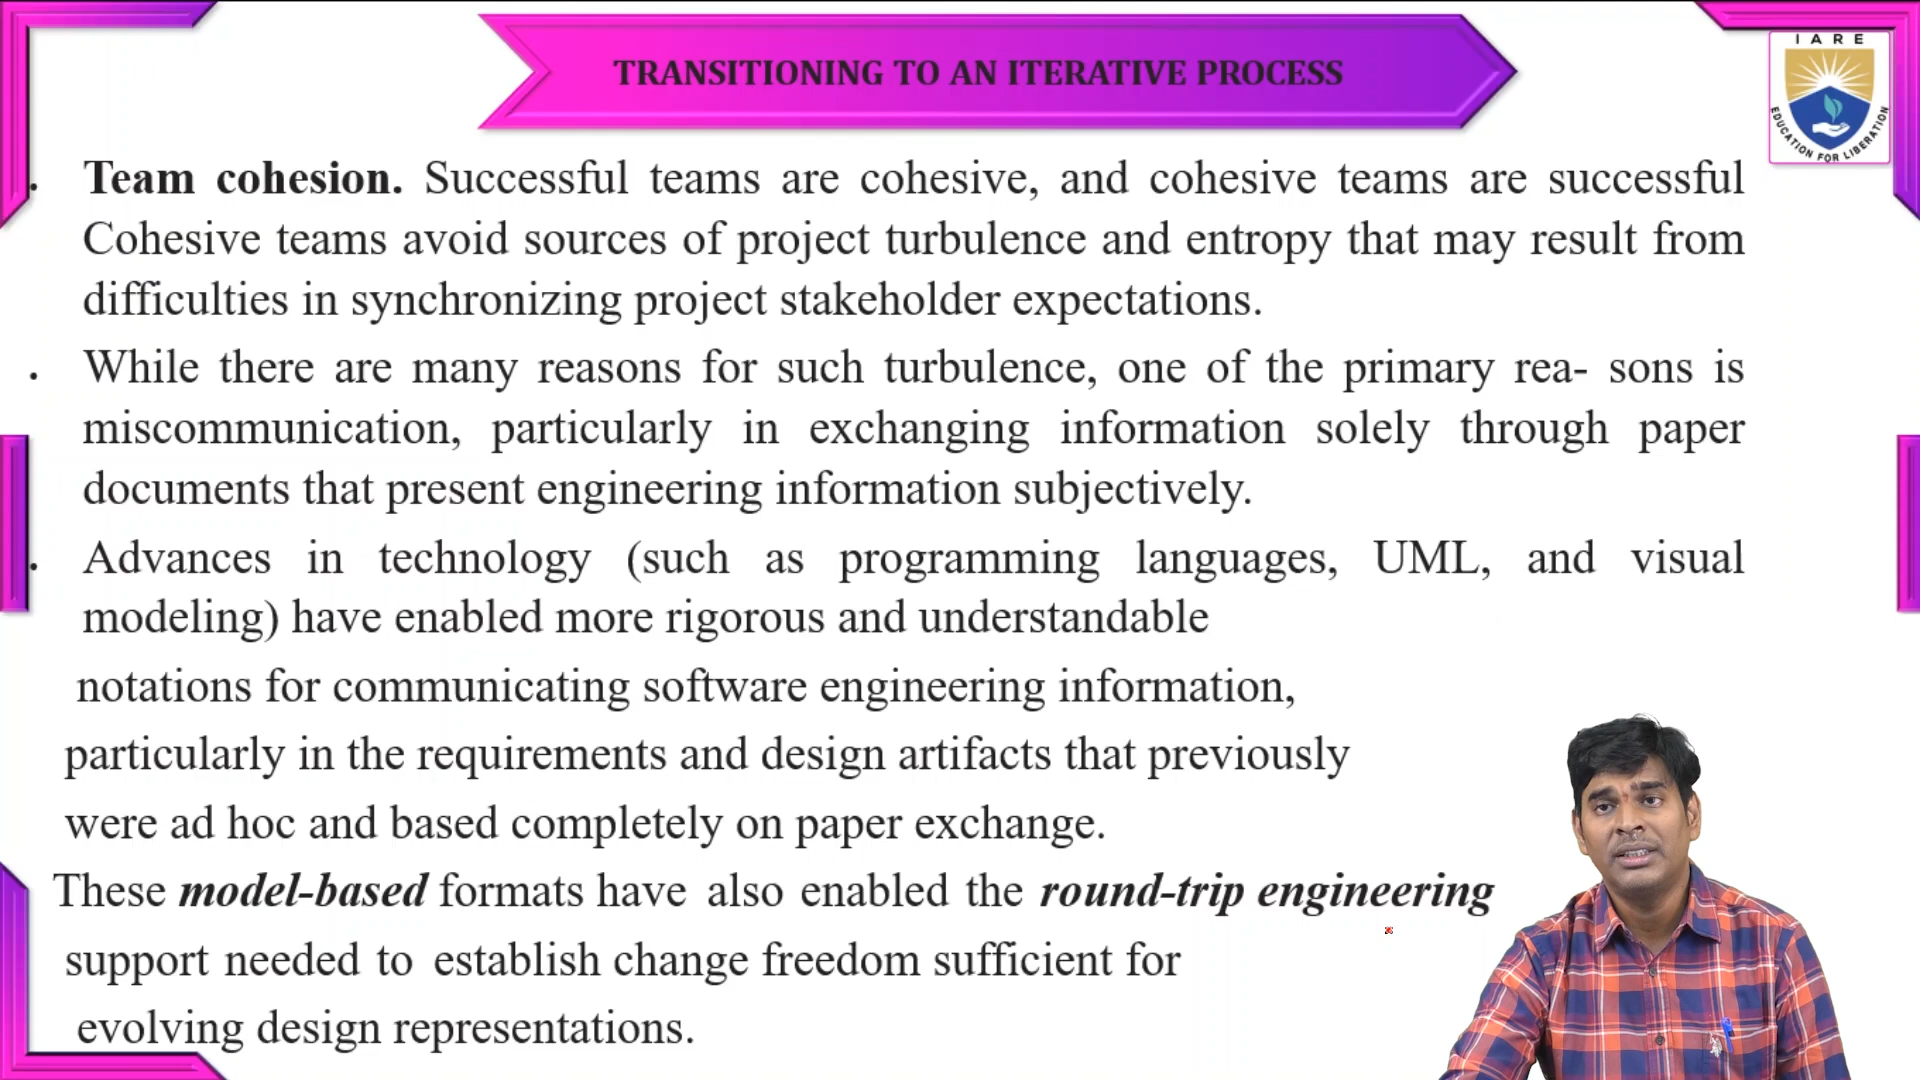 TRANSITIONING TO AN ITERATIVE PROCESS
IARE
EDUCATION FOR LIBERATION
. Team cohesion. Successful teams are cohesive, and cohesive teams are successful
Cohesive teams avoid sources of project turbulence and entropy that may result from
difficulties in synchronizing project stakeholder expectations.
. While there are many reasons for such turbulence, one of the primary rea- sons is
miscommunication, particularly in exchanging information solely through paper
documents that present engineering information subjectively.
. Advances in technology (such as programming languages, UML, and visual
modeling) have enabled more rigorous and understandable
notations for communicating software engineering information,
particularly in the requirements and design artifacts that previously
were ad hoc and based completely on paper exchange.
These model-based formats have also enabled the round-trip engineering
support needed to establish change freedom sufficient for
evolving design representations.